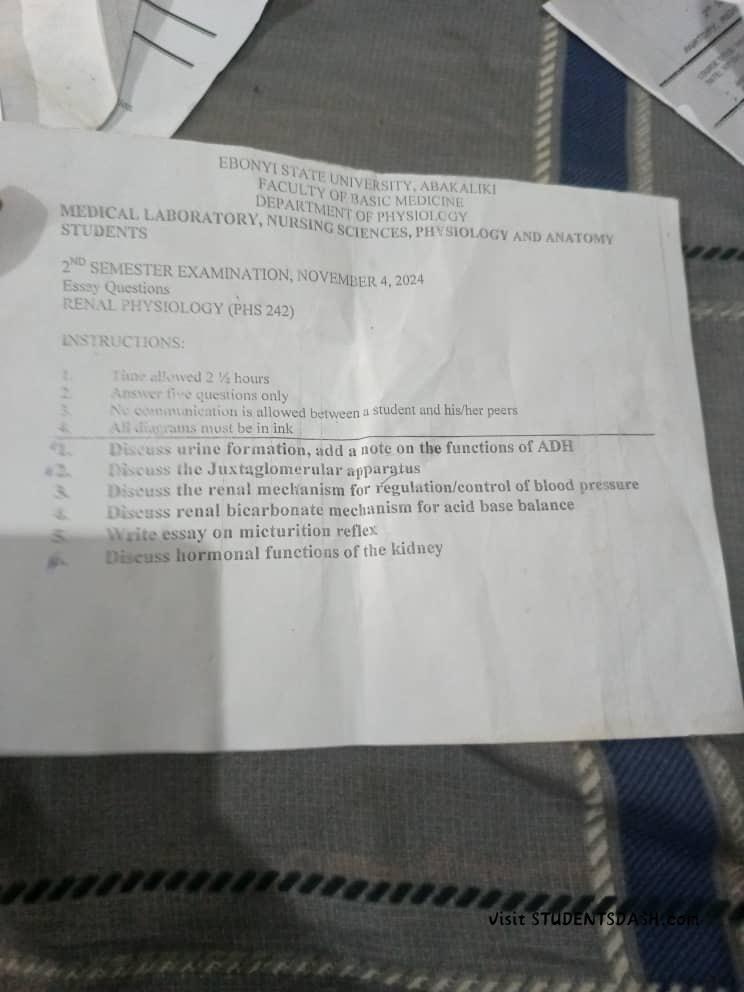 EBONYI STATE UNIVERSITY, ABAKALIKI
FACULTY OF BASIC MEDICINE
DEPARTMENT OF PHYSIOLOGY
MEDICAL LABORATORY, NURSING SCIENCES, PHYSIOLOGY AND ANATOMY
STUDENTS
2ND SEMESTER EXAMINATION, NOVEMBER 4, 2024
Essay Questions
RENAL PHYSIOLOGY (PHS 242)
INSTRUCTIONS:
1. Time allowed 2 ½ hours
2. Answer five questions only
3. No communication is allowed between a student and his/her peers
4. All diagrams must be in ink
1. Discuss urine formation, add a note on the functions of ADH
2. Discuss the Juxtaglomerular apparatus
3. Discuss the renal mechanism for regulation/control of blood pressure
4. Discuss renal bicarbonate mechanism for acid base balance
5. Write essay on micturition reflex
6. Discuss hormonal functions of the kidney
Visit STUDENTSDASH.com